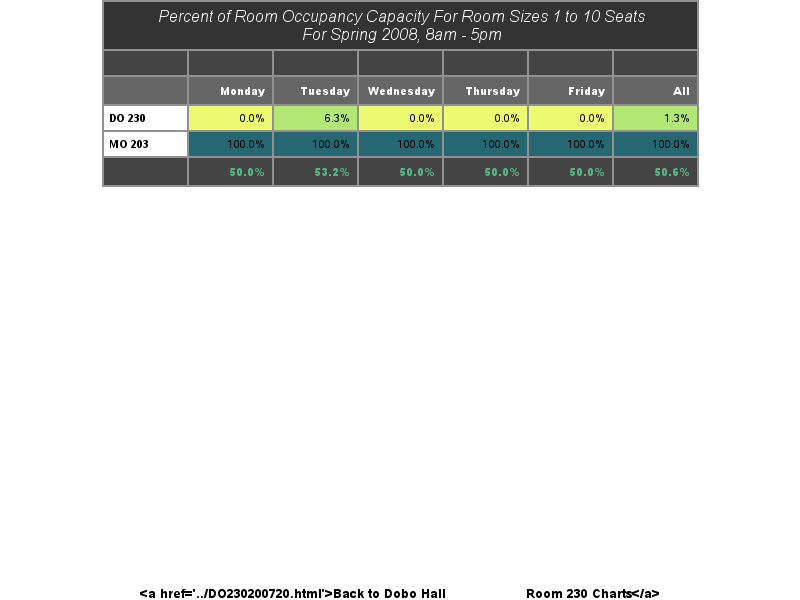 Percent of Room Occupancy Capacity For Room Sizes 1 to 10 Seats
For Spring 2008, 8am - 5pm
Monday Tuesday Wednesday Thursday Friday All
DO 230 0.0% 6.3% 0.0% 0.0% 0.0% 1.3%
MO 203 100.0% 100.0% 100.0% 100.0% 100.0% 100.0%
50.0% 53.2% 50.0% 50.0% 50.0% 50.6%
<a href='../DO230200720.html'>Back to Dobo Hall Room 230 Charts</a>